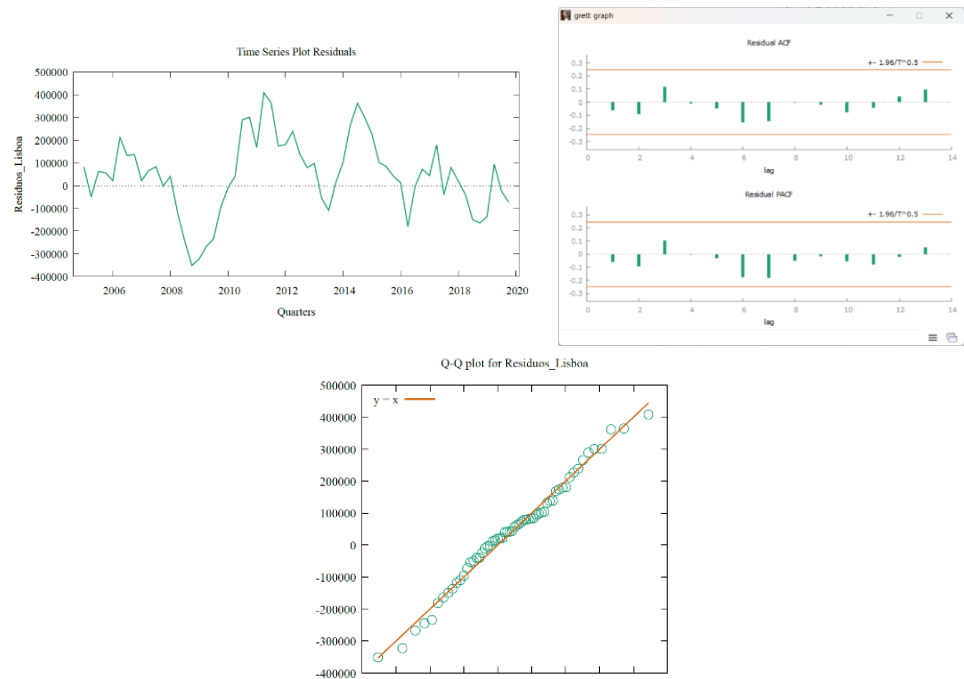 Time Series Plot Residuals
500000
400000
300000
200000
100000
0
-100000
-200000
-300000
-400000
Residuos_Lisboa
2006 2008 2010 2012 2014 2016 2018 2020
Quarters
gretl: graph
Residual ACF
+- 1.96/T^0.5
0.3
0.2
0.1
0
-0.1
-0.2
-0.3
0 2 4 6 8 10 12 14
lag
Residual PACF
+- 1.96/T^0.5
0.3
0.2
0.1
0
-0.1
-0.2
-0.3
0 2 4 6 8 10 12 14
lag
Q-Q plot for Residuos_Lisboa
y = x
500000
400000
300000
200000
100000
0
-100000
-200000
-300000
-400000